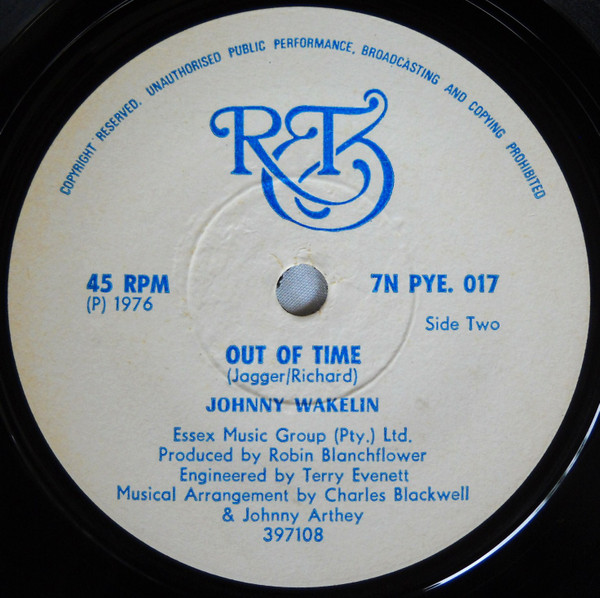 COPYRIGHT RESERVED. UNAUTHORISED PUBLIC PERFORMANCE, BROADCASTING AND COPYING PROHIBITED
R&T
45 RPM
(P) 1976
7N PYE. 017
Side Two
OUT OF TIME
(Jagger/Richard)
JOHNNY WAKELIN
Essex Music Group (Pty.) Ltd.
Produced by Robin Blanchflower
Engineered by Terry Evenett
Musical Arrangement by Charles Blackwell
& Johnny Arthey
397108